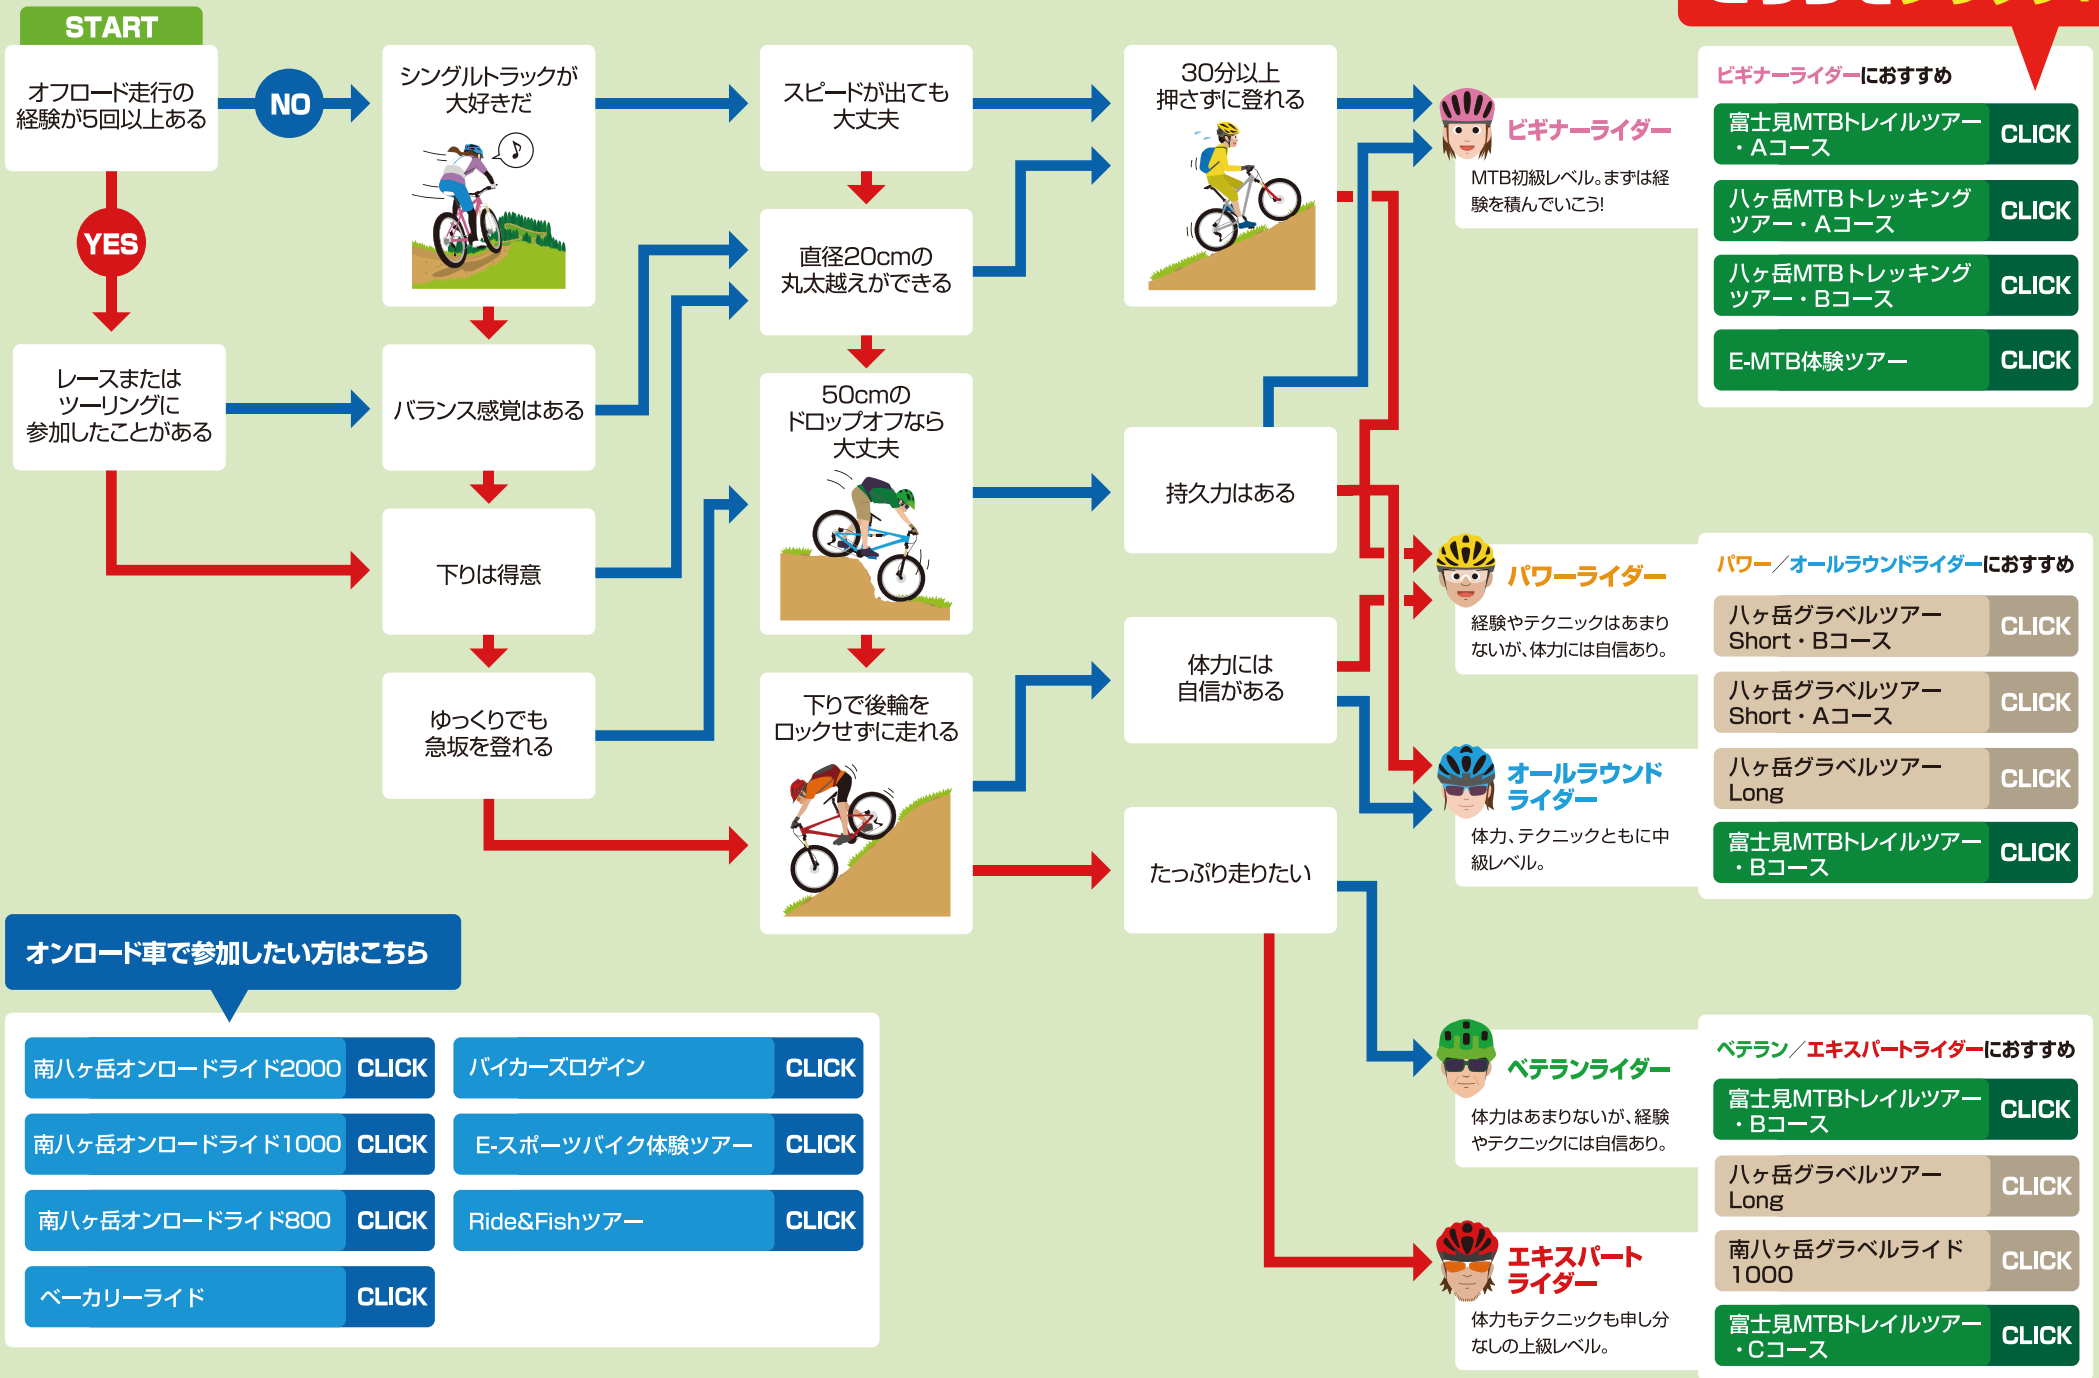 START
オフロード走行の
経験が5回以上ある
NO
YES
レースまたは
ツーリングに
参加したことがある
シングルトラックが
大好きだ
バランス感覚はある
下りは得意
ゆっくりでも
急坂を登れる
スピードが出ても
大丈夫
直径20cmの
丸太越えができる
50cmの
ドロップオフなら
大丈夫
下りで後輪を
ロックせずに走れる
30分以上
押さずに登れる
持久力はある
体力には
自信がある
たっぷり走りたい
ビギナーライダー
MTB初級レベル。まずは経
験を積んでいこう!
パワーライダー
経験やテクニックはあまり
ないが、体力には自信あり。
オールラウンド
ライダー
体力、テクニックともに中
級レベル。
ベテランライダー
体力はあまりないが、経験
やテクニックには自信あり。
エキスパート
ライダー
体力もテクニックも申し分
なしの上級レベル。
ビギナーライダーにおすすめ
富士見MTBトレイルツアー
・Aコース
CLICK
八ヶ岳MTBトレッキング
ツアー・Aコース
CLICK
八ヶ岳MTBトレッキング
ツアー・Bコース
CLICK
E-MTB体験ツアー
CLICK
パワー／オールラウンドライダーにおすすめ
八ヶ岳グラベルツアー
Short・Bコース
CLICK
八ヶ岳グラベルツアー
Short・Aコース
CLICK
八ヶ岳グラベルツアー
Long
CLICK
富士見MTBトレイルツアー
・Bコース
CLICK
ベテラン／エキスパートライダーにおすすめ
富士見MTBトレイルツアー
・Bコース
CLICK
八ヶ岳グラベルツアー
Long
CLICK
南八ヶ岳グラベルライド
1000
CLICK
富士見MTBトレイルツアー
・Cコース
CLICK
オンロード車で参加したい方はこちら
南八ヶ岳オンロードライド2000 CLICK
南八ヶ岳オンロードライド1000 CLICK
南八ヶ岳オンロードライド800 CLICK
ベーカリーライド CLICK
バイカーズロゲイン CLICK
E-スポーツバイク体験ツアー CLICK
Ride&Fishツアー CLICK